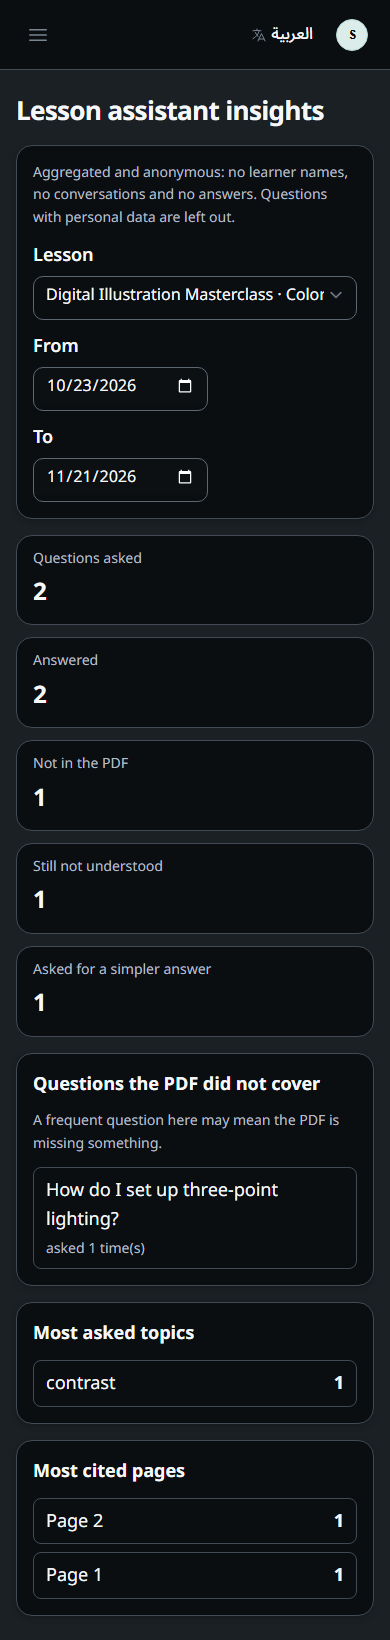 العربية
S
Lesson assistant insights
Aggregated and anonymous: no learner names,
no conversations and no answers. Questions
with personal data are left out.
Lesson
Digital Illustration Masterclass · Color
From
10/23/2026
To
11/21/2026
Questions asked
2
Answered
2
Not in the PDF
1
Still not understood
1
Asked for a simpler answer
1
Questions the PDF did not cover
A frequent question here may mean the PDF is
missing something.
How do I set up three-point
lighting?
asked 1 time(s)
Most asked topics
contrast 1
Most cited pages
Page 2 1
Page 1 1